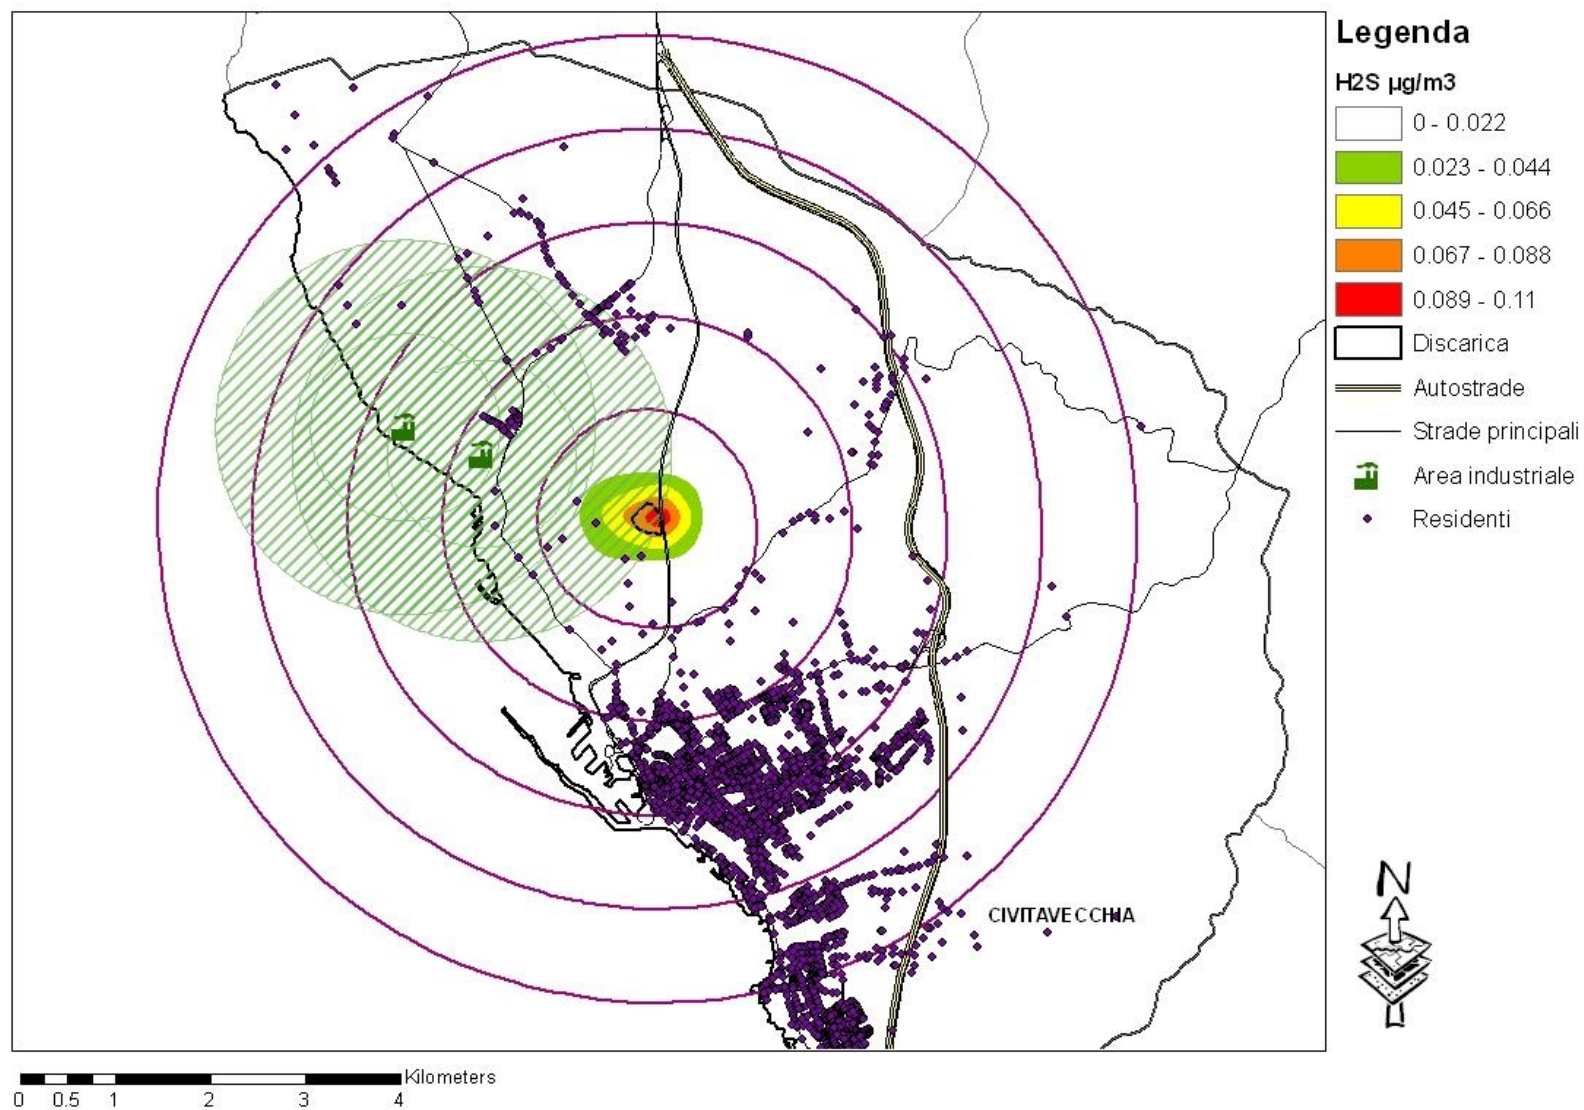 Legenda
H2S µg/m3
0 - 0.022
0.023 - 0.044
0.045 - 0.066
0.067 - 0.088
0.089 - 0.11
Discarica
Autostrade
Strade principali
Area industriale
Residenti
CIVITAVECCHIA
N
Kilometers
0 0.5 1 2 3 4